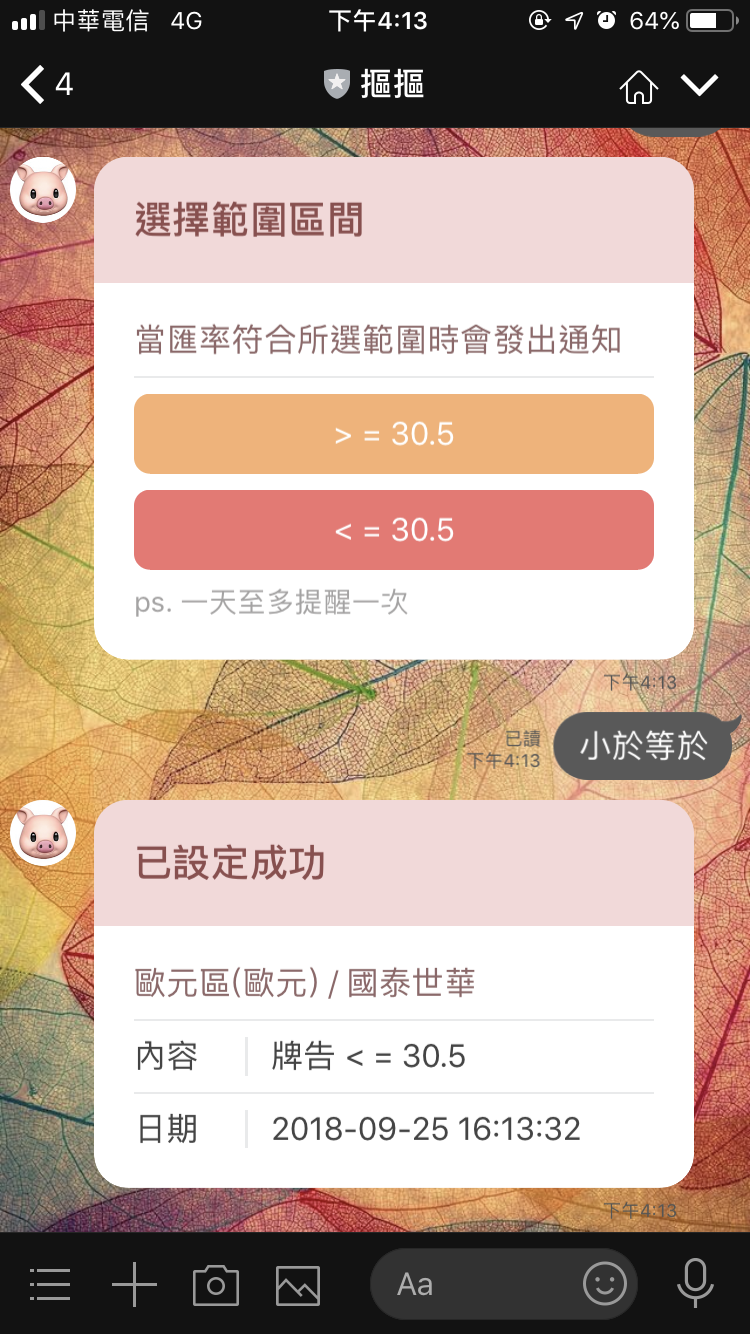 中華電信 4G 下午4:13 64%
4 摳摳
選擇範圍區間
當匯率符合所選範圍時會發出通知
> = 30.5
< = 30.5
ps. 一天至多提醒一次
下午4:13
已讀
下午4:13
小於等於
已設定成功
歐元區(歐元) / 國泰世華
內容 牌告 < = 30.5
日期 2018-09-25 16:13:32
下午4:13
Aa